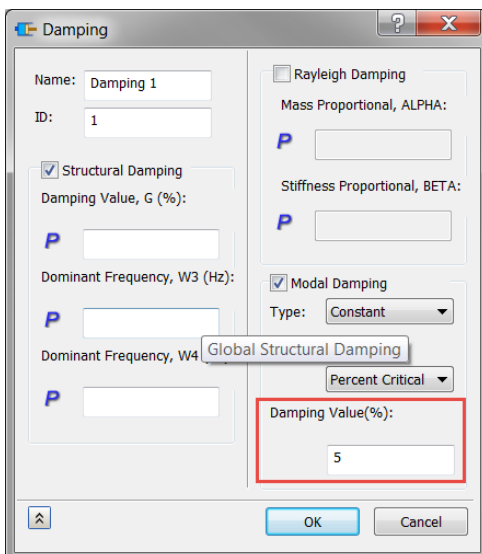 Damping
Name: Damping 1
ID: 1
Structural Damping
Damping Value, G (%):
P
Dominant Frequency, W3 (Hz):
P
Dominant Frequency, W4
P
Rayleigh Damping
Mass Proportional, ALPHA:
P
Stiffness Proportional, BETA:
P
Modal Damping
Type: Constant
Global Structural Damping
Percent Critical
Damping Value(%):
5
OK Cancel